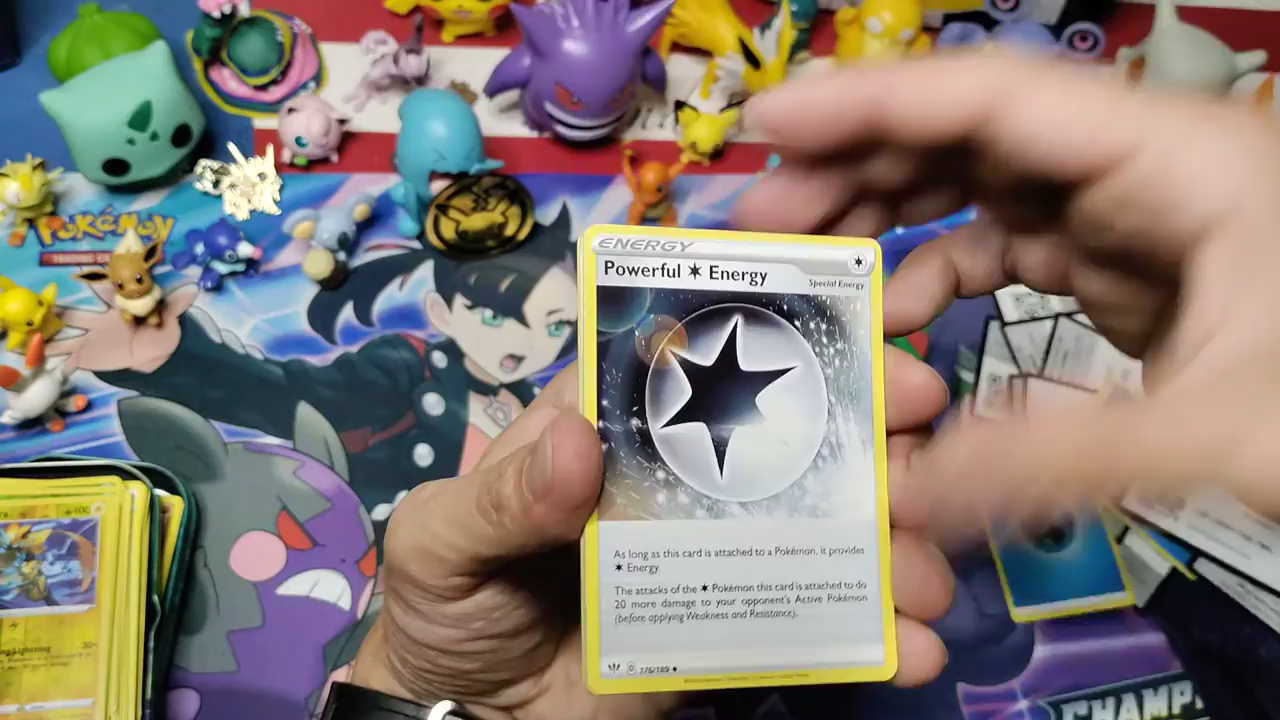 POKÉMON
ENERGY
Powerful ✶ Energy
Special Energy
As long as this card is attached to a Pokémon, it provides
✶ Energy.
The attacks of the ✶ Pokémon this card is attached to do
20 more damage to your opponent's Active Pokémon
(before applying Weakness and Resistance).
D 176/189
CHAMP